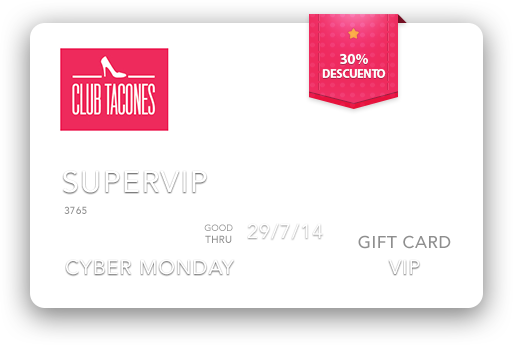 30%
DESCUENTO
CLUB TACONES
SUPERVIP
3765
GOOD
THRU
29/7/14
GIFT CARD
CYBER MONDAY
VIP